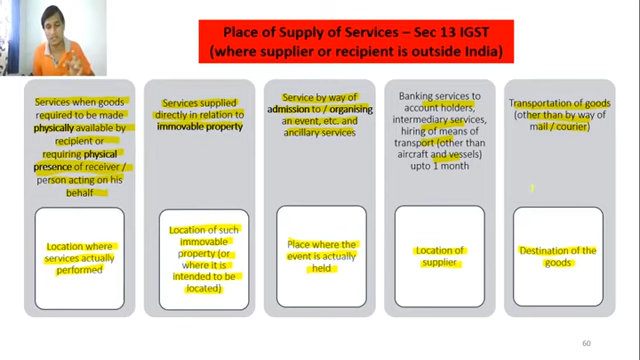 Place of Supply of Services – Sec 13 IGST
(where supplier or recipient is outside India)
Services when goods
required to be made
physically available by
recipient or
requiring physical
presence of receiver /
person acting on his
behalf
Location where
services actually
performed
Services supplied
directly in relation to
immovable property
Location of such
immovable
property (or
where it is
intended to be
located)
Service by way of
admission to / organising
an event, etc. and
ancillary services
Place where the
event is actually
held
Banking services to
account holders,
intermediary services,
hiring of means of
transport (other than
aircraft and vessels)
upto 1 month
Location of
supplier
Transportation of goods
(other than by way of
mail / courier)
Destination of the
goods
60